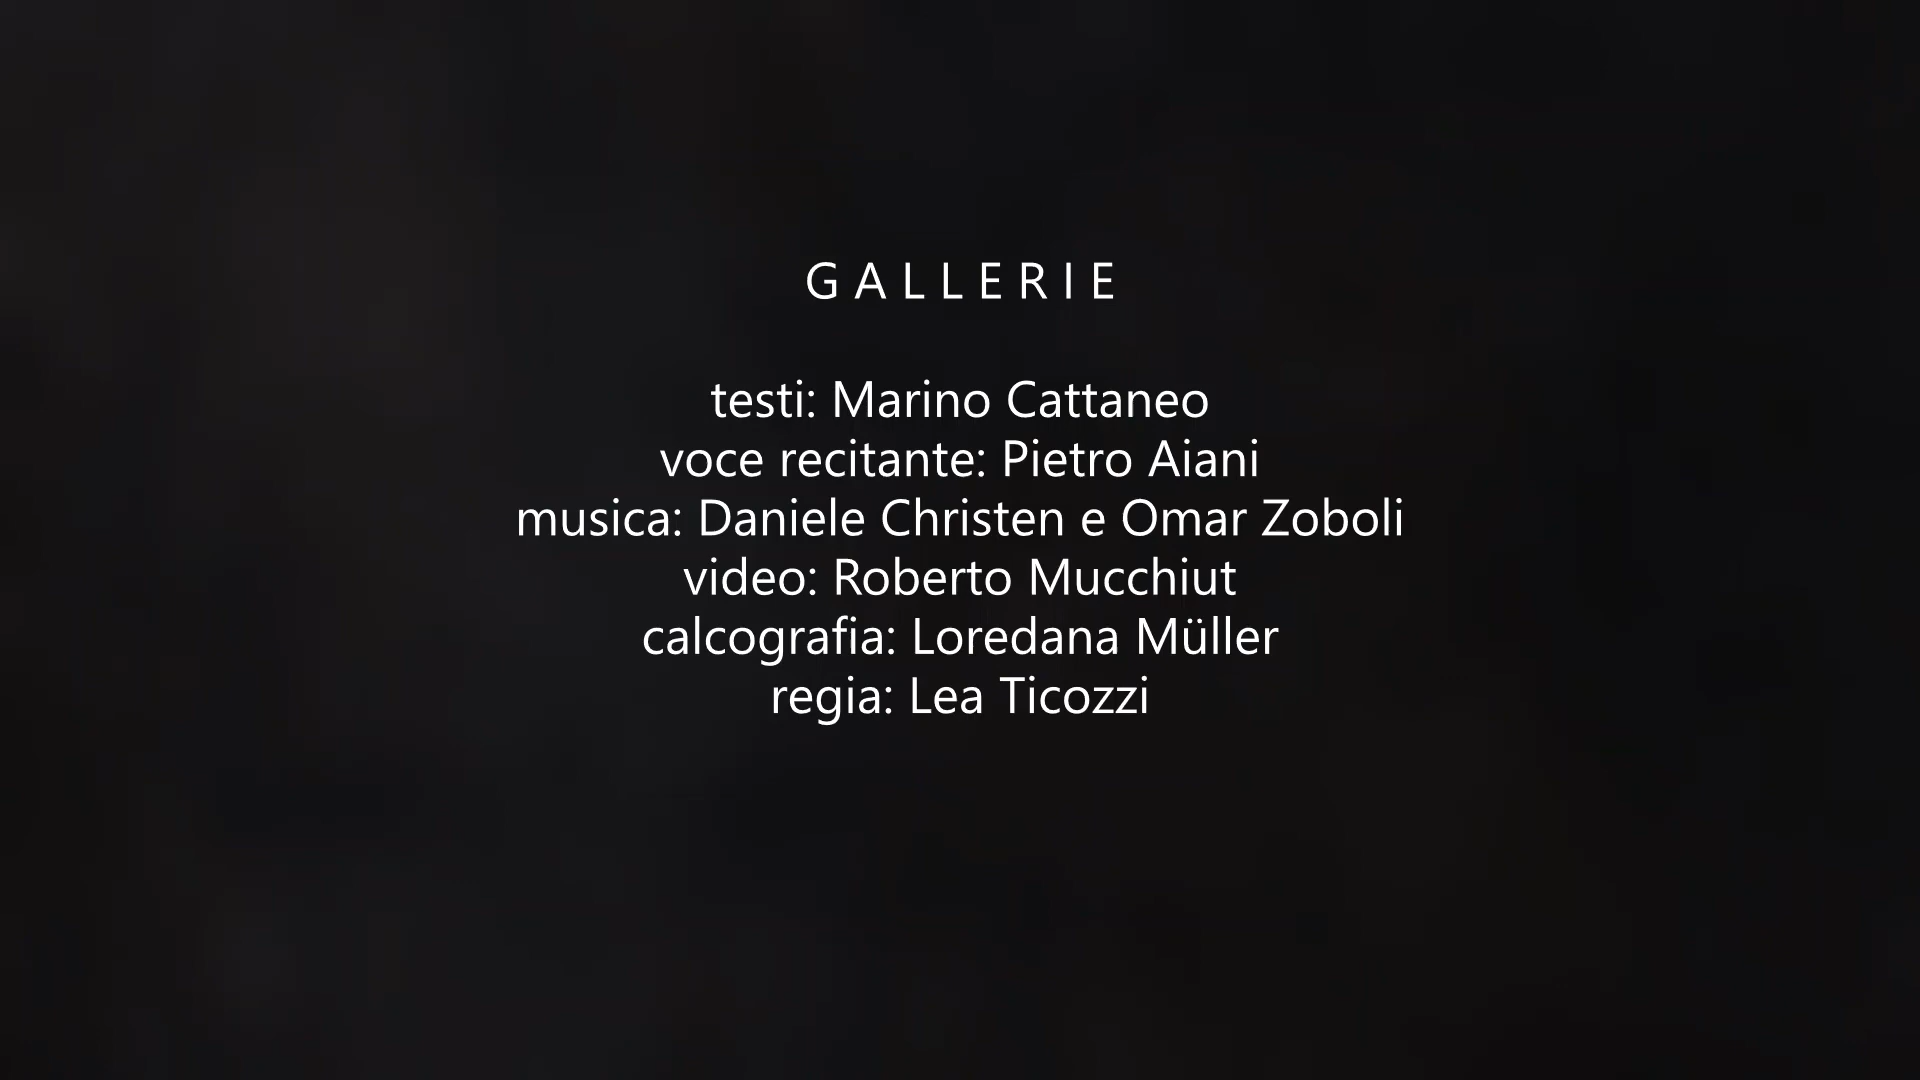 GALLERIE
testi: Marino Cattaneo
voce recitante: Pietro Aiani
musica: Daniele Christen e Omar Zoboli
video: Roberto Mucchiut
calcografia: Loredana Müller
regia: Lea Ticozzi